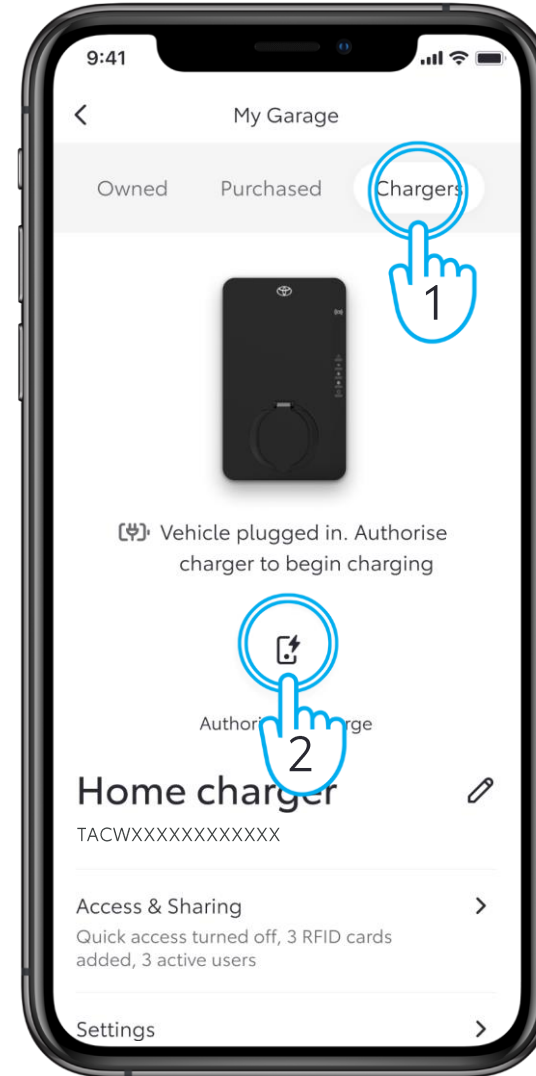 9:41
My Garage
Owned Purchased Chargers
1
Vehicle plugged in. Authorise
charger to begin charging
2
Home charger
TACWXXXXXXXXXXXX
Access & Sharing
Quick access turned off, 3 RFID cards
added, 3 active users
Settings